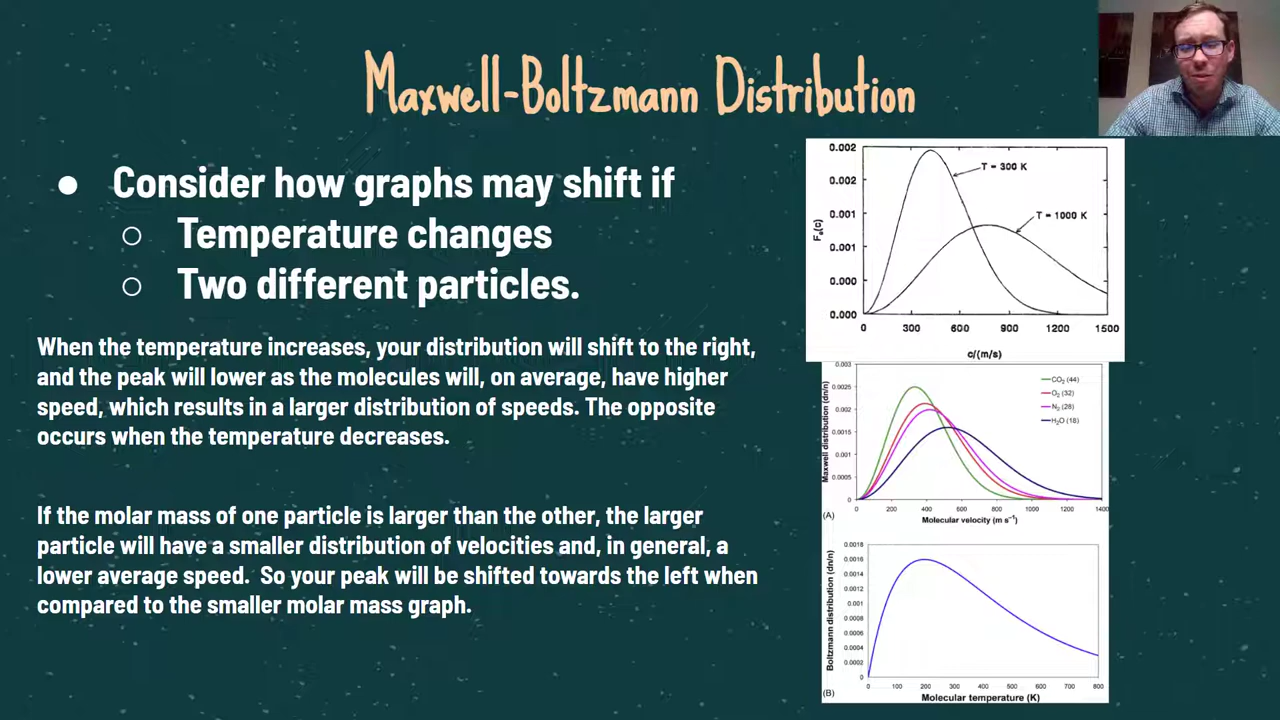 Maxwell-Boltzmann Distribution
● Consider how graphs may shift if
○ Temperature changes
○ Two different particles.
When the temperature increases, your distribution will shift to the right,
and the peak will lower as the molecules will, on average, have higher
speed, which results in a larger distribution of speeds. The opposite
occurs when the temperature decreases.
If the molar mass of one particle is larger than the other, the larger
particle will have a smaller distribution of velocities and, in general, a
lower average speed. So your peak will be shifted towards the left when
compared to the smaller molar mass graph.
0.002
0.002
0.001
0.001
0.000
0.000
T = 300 K
T = 1000 K
0 300 600 900 1200 1500
c/(m/s)
0.003
0.0025
0.002
0.0015
0.001
0.0005
0
Maxwell distribution (dn/n)
CO₂ (44)
O₂ (32)
N₂ (28)
H₂O (18)
0 200 400 600 800 1000 1200 1400
(A)
Molecular velocity (m s⁻¹)
0.0018
0.0016
0.0014
0.0012
0.001
0.0008
0.0006
0.0004
0.0002
0
Boltzmann distribution (dn/n)
0 100 200 300 400 500 600 700 800
(B)
Molecular temperature (K)